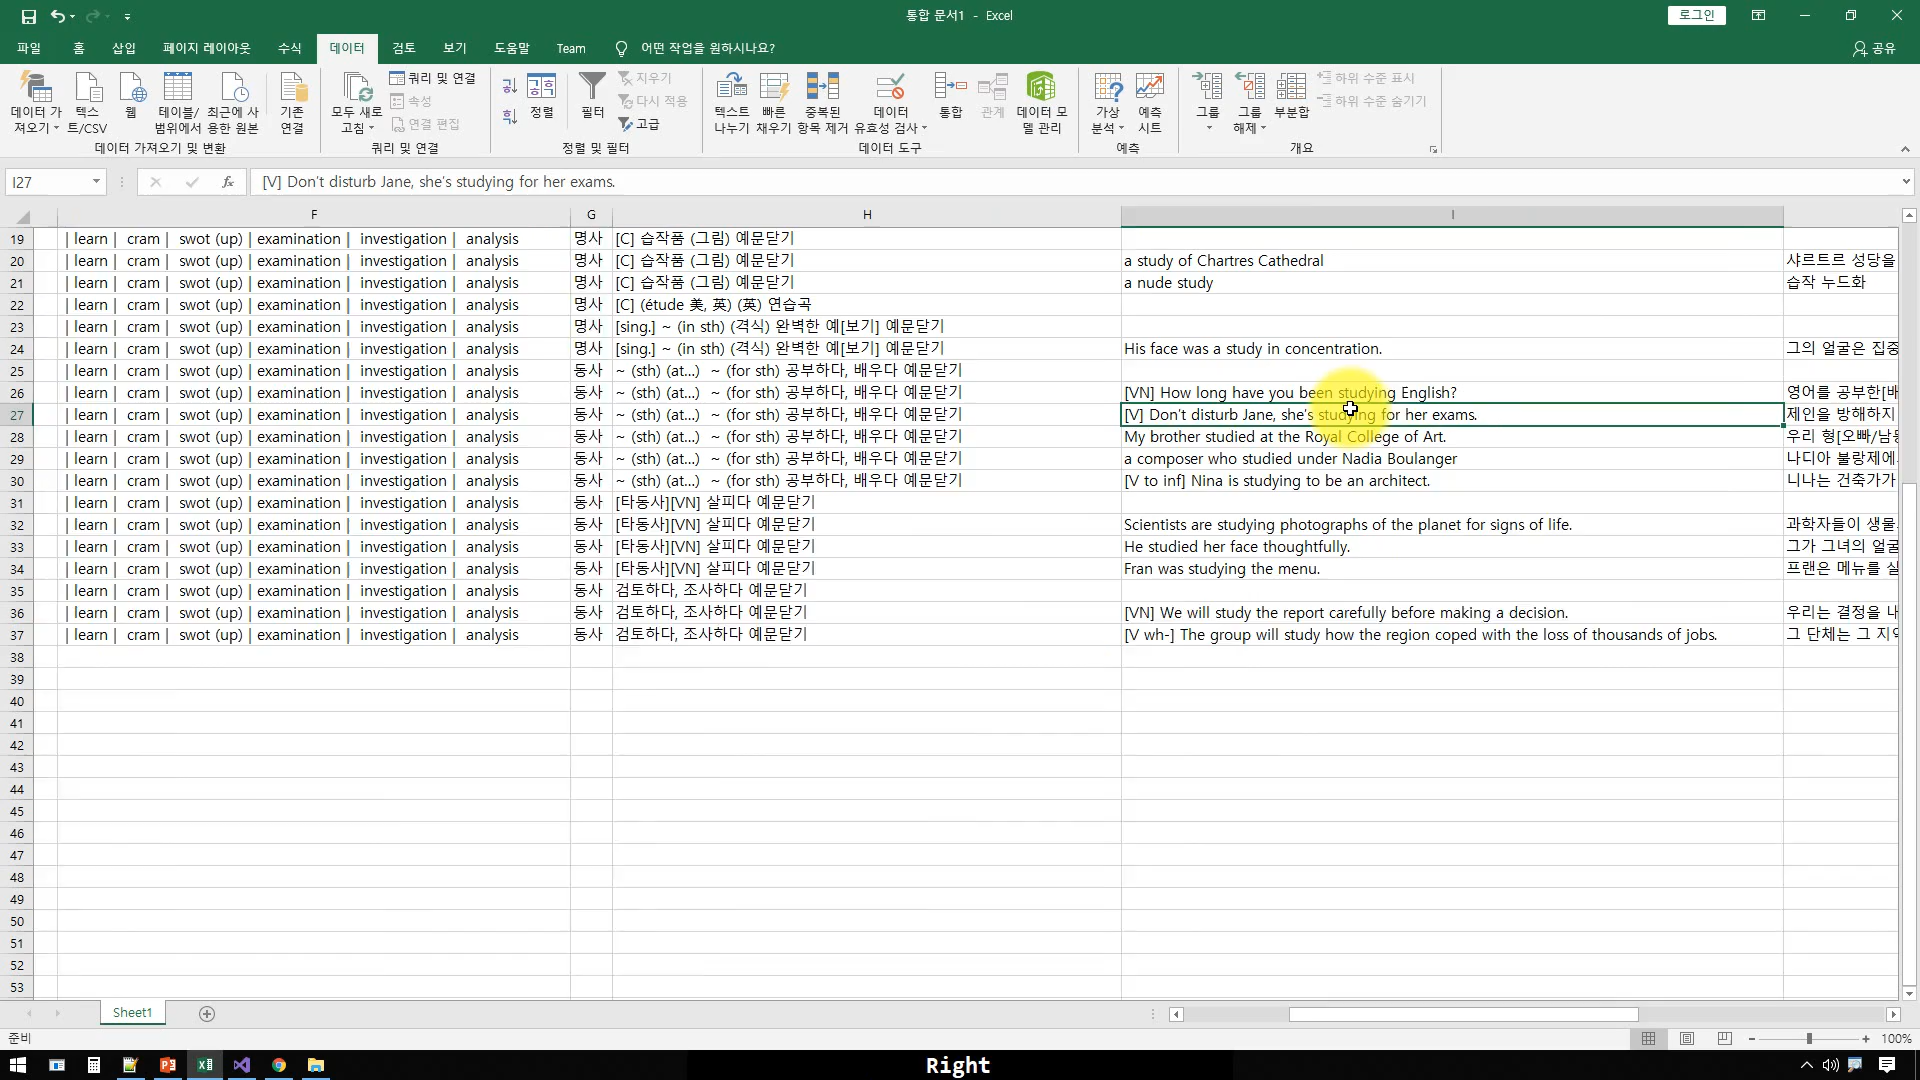 통합 문서1 - Excel
로그인
파일 홈 삽입 페이지 레이아웃 수식 데이터 검토 보기 도움말 Team 어떤 작업을 원하시나요? 공유
데이터 가져오기 텍스트/CSV 웹 테이블/범위에서 최근에 사용한 원본 기존 연결
데이터 가져오기 및 변환
모두 새로 고침 쿼리 및 연결 속성 연결 편집
쿼리 및 연결
정렬 필터 지우기 다시 적용 고급
정렬 및 필터
텍스트 나누기 빠른 채우기 중복된 항목 제거 데이터 유효성 검사 통합 관계 데이터 모델 관리
데이터 도구
가상 분석 예측 시트
예측
그룹 그룹 해제 부분합 하위 수준 표시 하위 수준 숨기기
개요
I27 fx [V] Don't disturb Jane, she's studying for her exams.
F G H I
19 | learn | cram | swot (up) | examination | investigation | analysis 명사 [C] 습작품 (그림) 예문닫기
20 | learn | cram | swot (up) | examination | investigation | analysis 명사 [C] 습작품 (그림) 예문닫기 a study of Chartres Cathedral 샤르트르 성당을
21 | learn | cram | swot (up) | examination | investigation | analysis 명사 [C] 습작품 (그림) 예문닫기 a nude study 습작 누드화
22 | learn | cram | swot (up) | examination | investigation | analysis 명사 [C] (étude 美, 英) (英) 연습곡
23 | learn | cram | swot (up) | examination | investigation | analysis 명사 [sing.] ~ (in sth) (격식) 완벽한 예[보기] 예문닫기
24 | learn | cram | swot (up) | examination | investigation | analysis 명사 [sing.] ~ (in sth) (격식) 완벽한 예[보기] 예문닫기 His face was a study in concentration. 그의 얼굴은 집중
25 | learn | cram | swot (up) | examination | investigation | analysis 동사 ~ (sth) (at...) ~ (for sth) 공부하다, 배우다 예문닫기
26 | learn | cram | swot (up) | examination | investigation | analysis 동사 ~ (sth) (at...) ~ (for sth) 공부하다, 배우다 예문닫기 [VN] How long have you been studying English? 영어를 공부한[배
27 | learn | cram | swot (up) | examination | investigation | analysis 동사 ~ (sth) (at...) ~ (for sth) 공부하다, 배우다 예문닫기 [V] Don't disturb Jane, she's studying for her exams. 제인을 방해하지
28 | learn | cram | swot (up) | examination | investigation | analysis 동사 ~ (sth) (at...) ~ (for sth) 공부하다, 배우다 예문닫기 My brother studied at the Royal College of Art. 우리 형[오빠/남동
29 | learn | cram | swot (up) | examination | investigation | analysis 동사 ~ (sth) (at...) ~ (for sth) 공부하다, 배우다 예문닫기 a composer who studied under Nadia Boulanger 나디아 불랑제에
30 | learn | cram | swot (up) | examination | investigation | analysis 동사 ~ (sth) (at...) ~ (for sth) 공부하다, 배우다 예문닫기 [V to inf] Nina is studying to be an architect. 니나는 건축가가
31 | learn | cram | swot (up) | examination | investigation | analysis 동사 [타동사][VN] 살피다 예문닫기
32 | learn | cram | swot (up) | examination | investigation | analysis 동사 [타동사][VN] 살피다 예문닫기 Scientists are studying photographs of the planet for signs of life. 과학자들이 생물
33 | learn | cram | swot (up) | examination | investigation | analysis 동사 [타동사][VN] 살피다 예문닫기 He studied her face thoughtfully. 그가 그녀의 얼굴
34 | learn | cram | swot (up) | examination | investigation | analysis 동사 [타동사][VN] 살피다 예문닫기 Fran was studying the menu. 프랜은 메뉴를 살
35 | learn | cram | swot (up) | examination | investigation | analysis 동사 검토하다, 조사하다 예문닫기
36 | learn | cram | swot (up) | examination | investigation | analysis 동사 검토하다, 조사하다 예문닫기 [VN] We will study the report carefully before making a decision. 우리는 결정을 내
37 | learn | cram | swot (up) | examination | investigation | analysis 동사 검토하다, 조사하다 예문닫기 [V wh-] The group will study how the region coped with the loss of thousands of jobs. 그 단체는 그 지역
38
39
40
41
42
43
44
45
46
47
48
49
50
51
52
53
Sheet1
준비 100%
Right